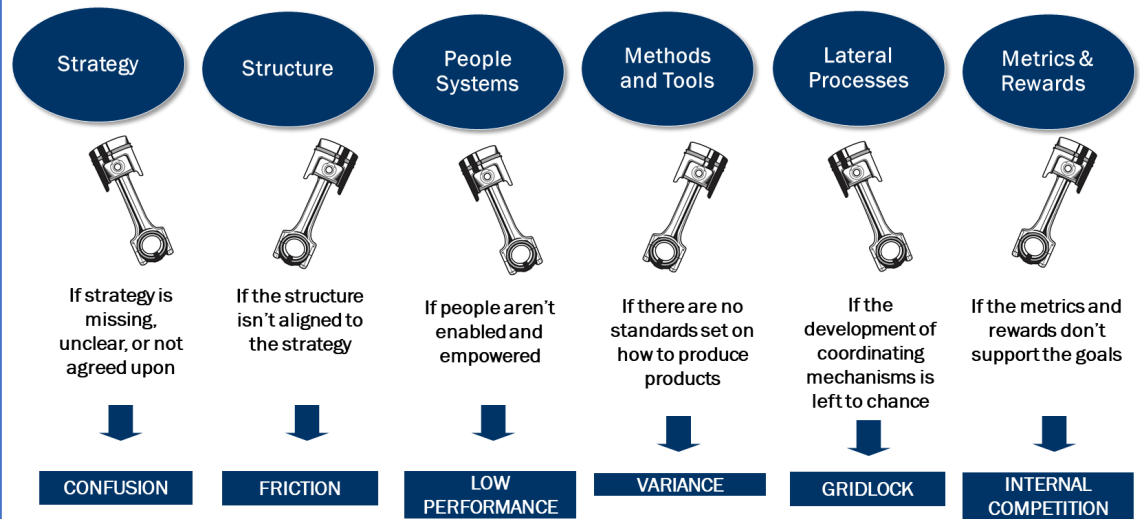 Strategy
Structure
People
Systems
Methods
and Tools
Lateral
Processes
Metrics &
Rewards
If strategy is
missing,
unclear, or not
agreed upon
If the structure
isn't aligned to
the strategy
If people aren't
enabled and
empowered
If there are no
standards set on
how to produce
products
If the
development of
coordinating
mechanisms is
left to chance
If the metrics and
rewards don't
support the goals
CONFUSION
FRICTION
LOW
PERFORMANCE
VARIANCE
GRIDLOCK
INTERNAL
COMPETITION